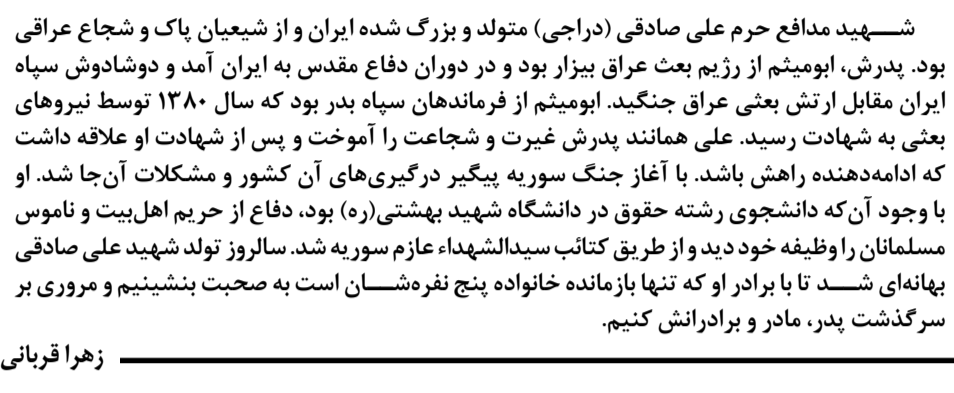 شهید مدافع حرم علی صادقی (دراجی) متولد و بزرگ شده ایران و از شیعیان پاک و شجاع عراقی
بود. پدرش، ابومیثم از رژیم بعث عراق بیزار بود و در دوران دفاع مقدس به ایران آمد و دوشادوش سپاه
ایران مقابل ارتش بعثی عراق جنگید. ابومیثم از فرماندهان سپاه بدر بود که سال ۱۳۸۰ توسط نیروهای
بعثی به شهادت رسید. علی همانند پدرش غیرت و شجاعت را آموخت و پس از شهادت او علاقه داشت
که ادامه‌دهنده راهش باشد. با آغاز جنگ سوریه پیگیر درگیری‌های آن کشور و مشکلات آن‌جا شد. او
با وجود آن‌که دانشجوی رشته حقوق در دانشگاه شهید بهشتی(ره) بود، دفاع از حریم اهل‌بیت و ناموس
مسلمانان را وظیفه خود دید و از طریق کتائب سیدالشهداء عازم سوریه شد. سالروز تولد شهید علی صادقی
بهانه‌ای شد تا با برادر او که تنها بازمانده خانواده پنج نفره‌شان است به صحبت بنشینیم و مروری بر
سرگذشت پدر، مادر و برادرانش کنیم.
زهرا قربانی